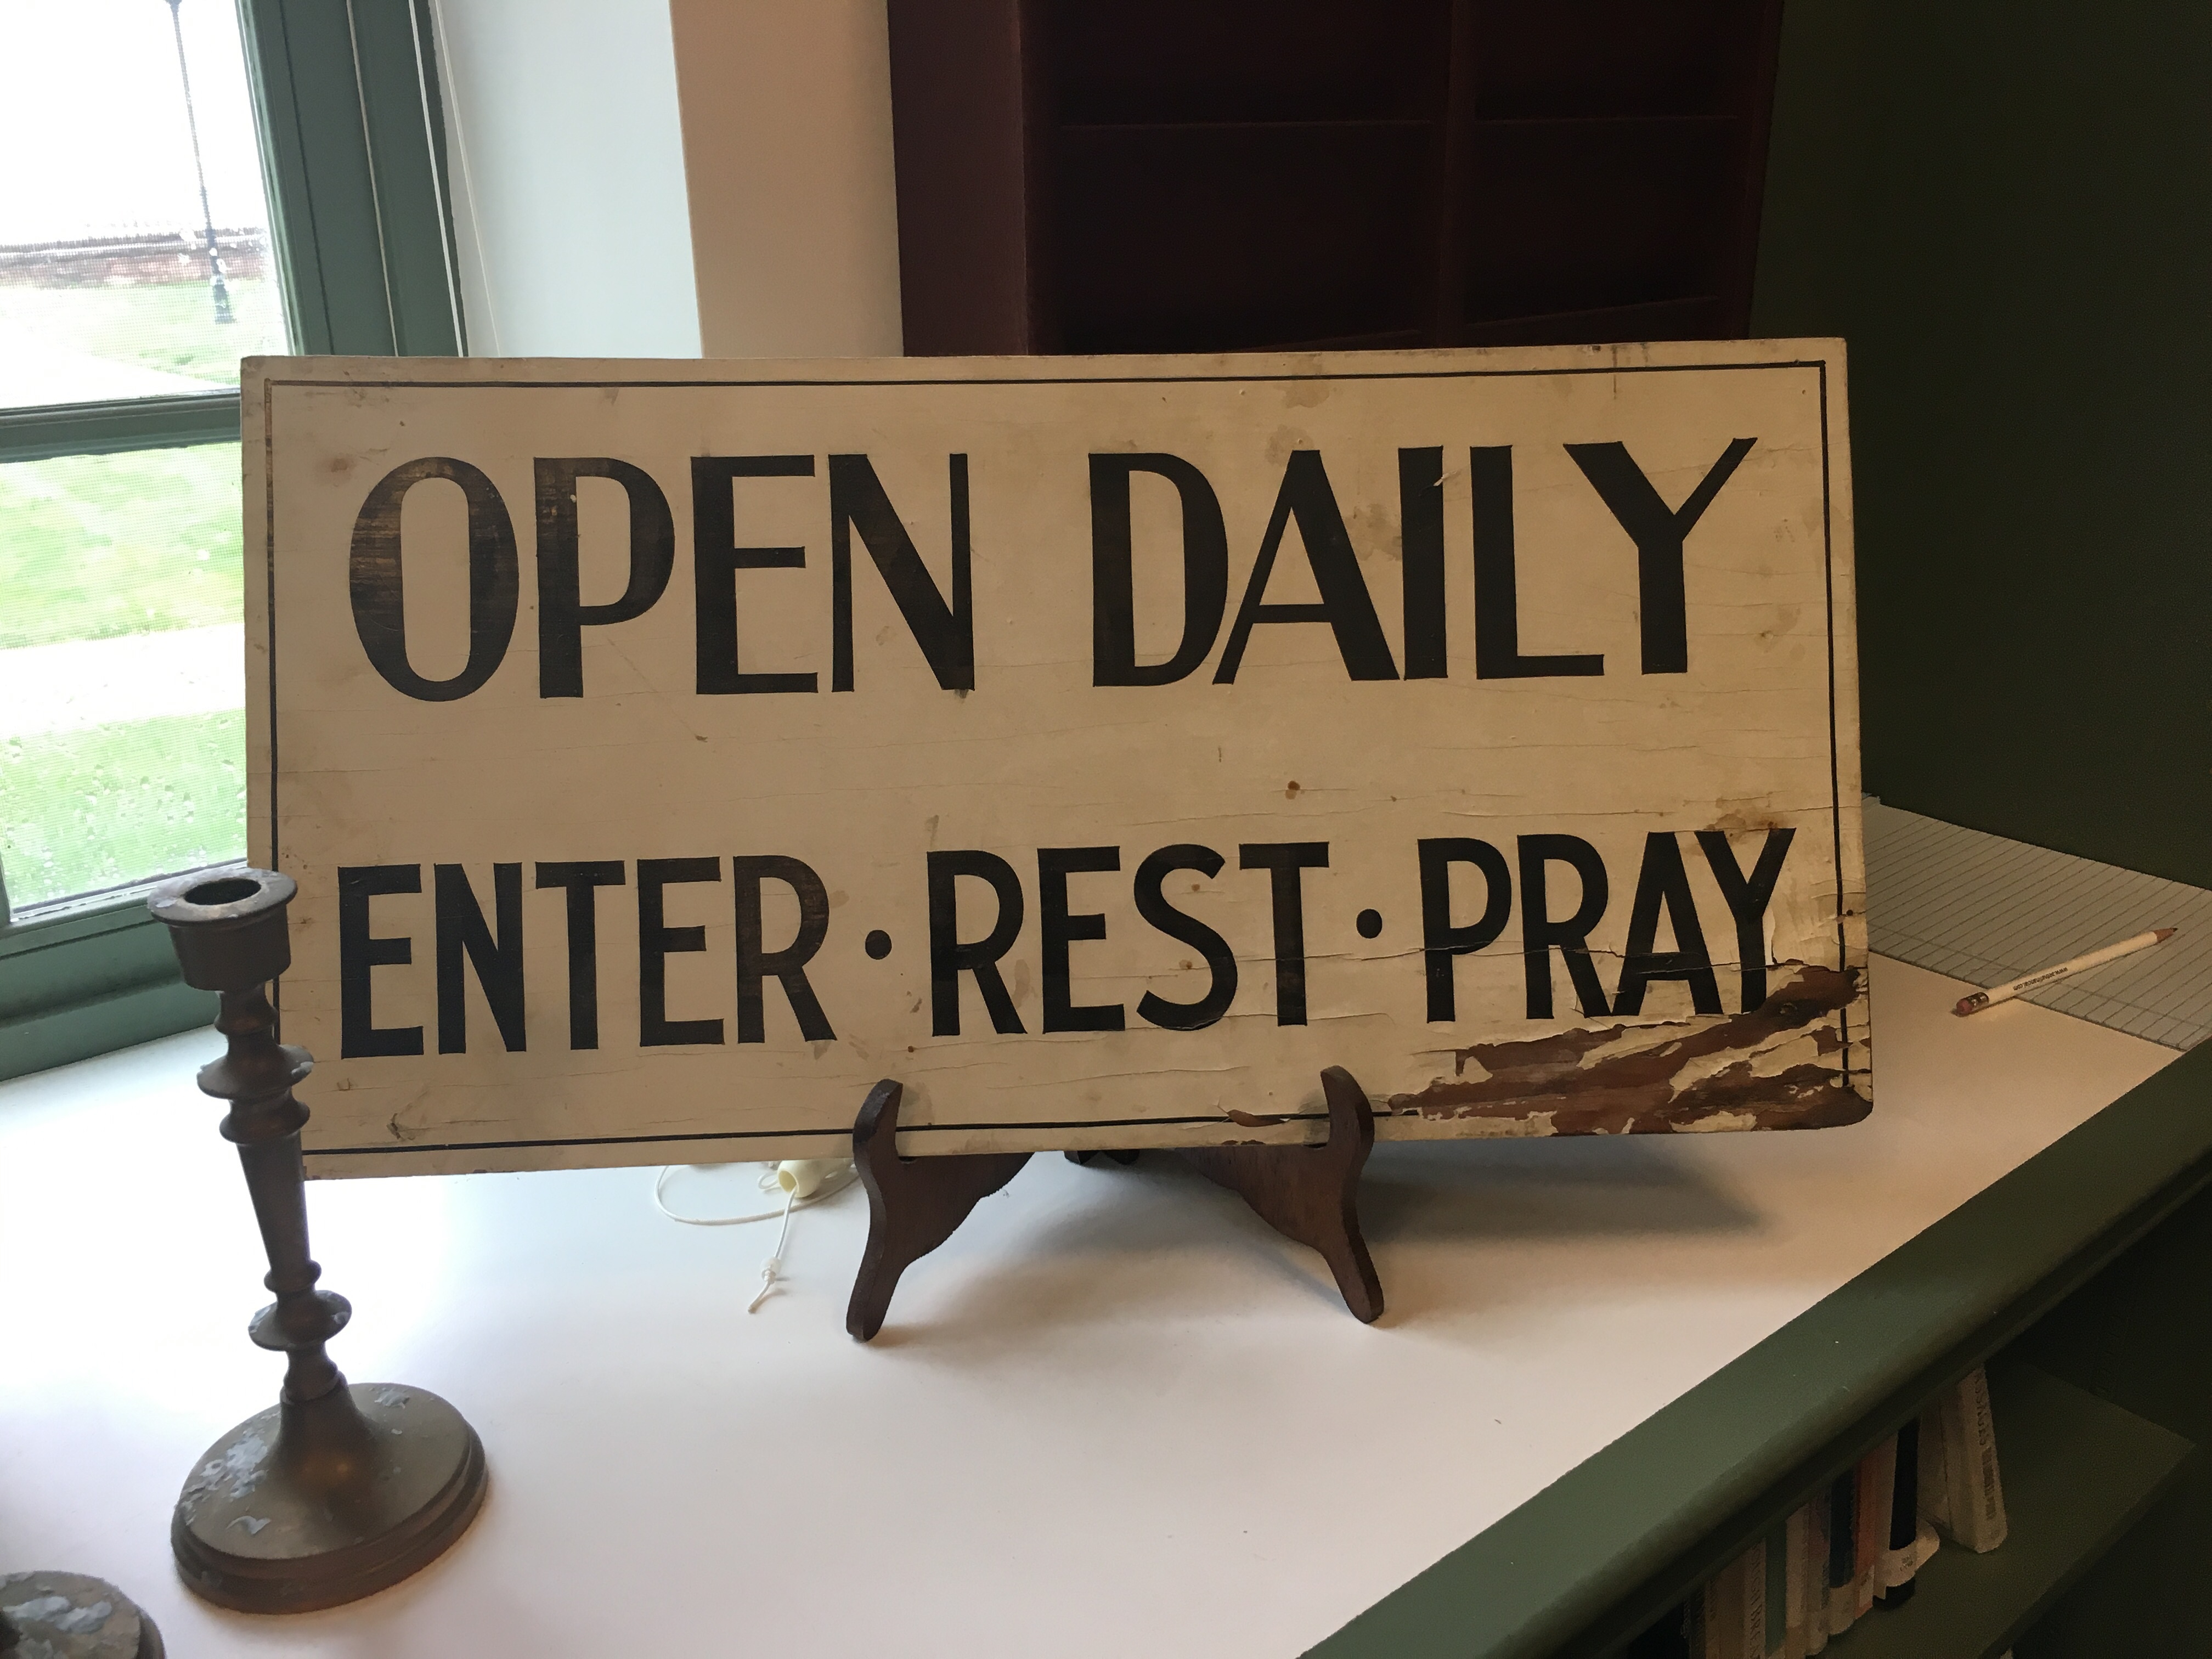 OPEN DAILY
ENTER · REST · PRAY